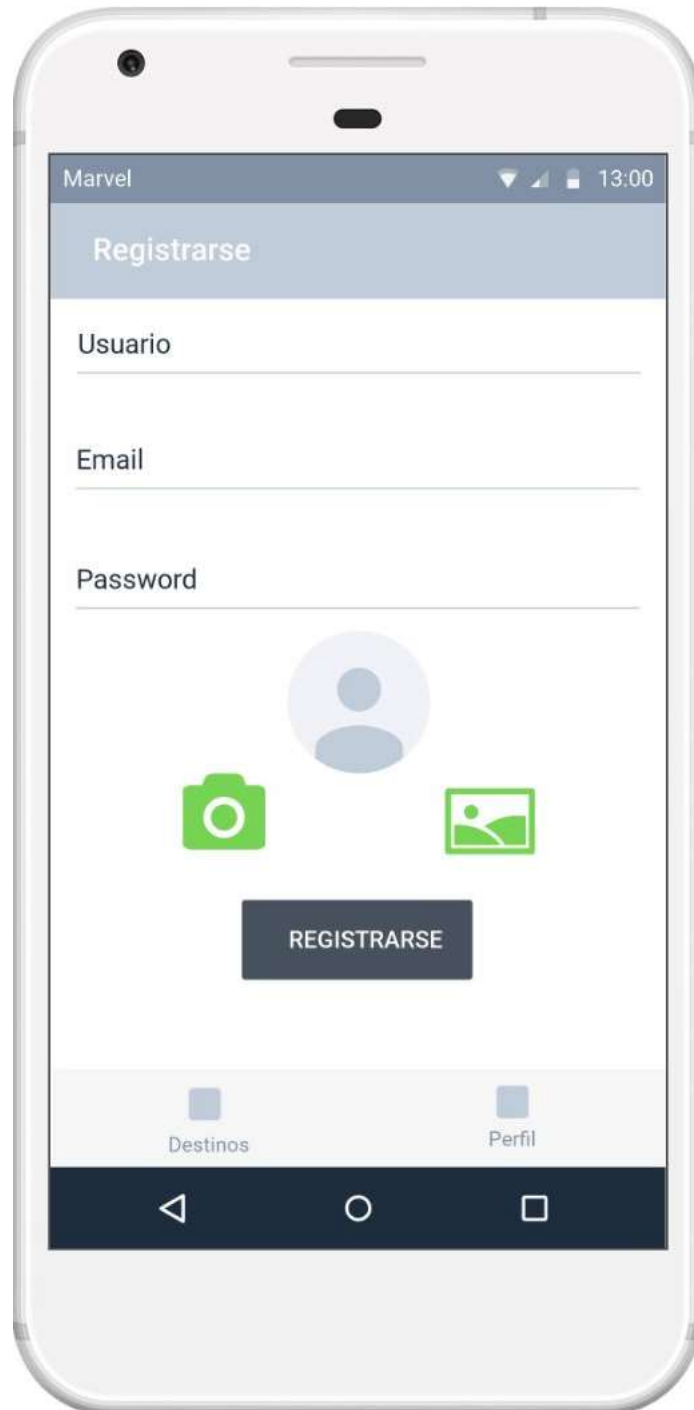 Marvel 13:00
Registrarse
Usuario
Email
Password
REGISTRARSE
Destinos Perfil